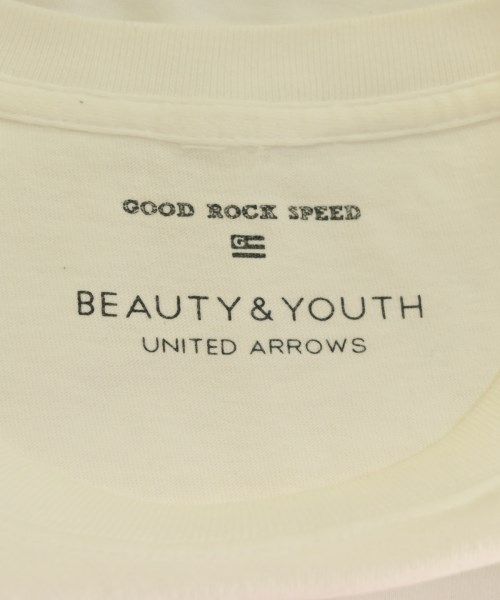 GOOD ROCK SPEED
G
BEAUTY&YOUTH
UNITED ARROWS